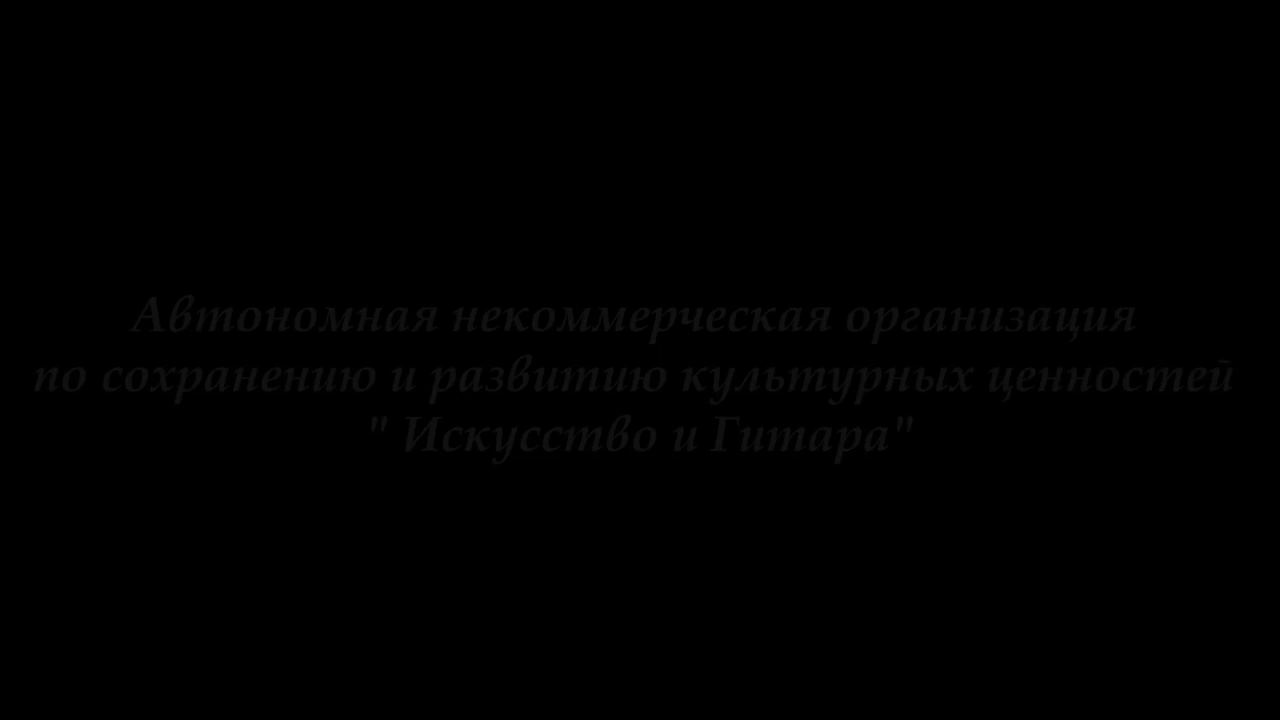 Автономная некоммерческая организация
по сохранению и развитию культурных ценностей
" Искусство и Гитара"